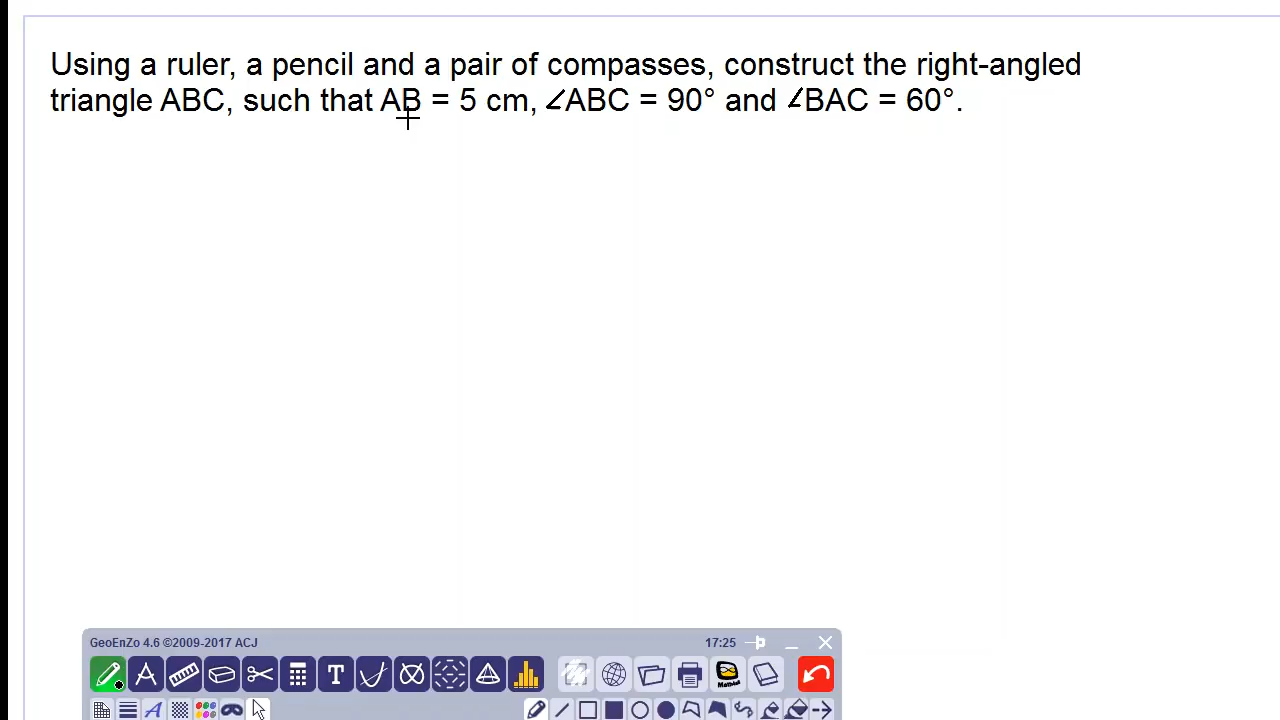 Using a ruler, a pencil and a pair of compasses, construct the right-angled
triangle ABC, such that AB = 5 cm, ∠ABC = 90° and ∠BAC = 60°.
GeoEnZo 4.6 ©2009-2017 ACJ 17:25
T
A